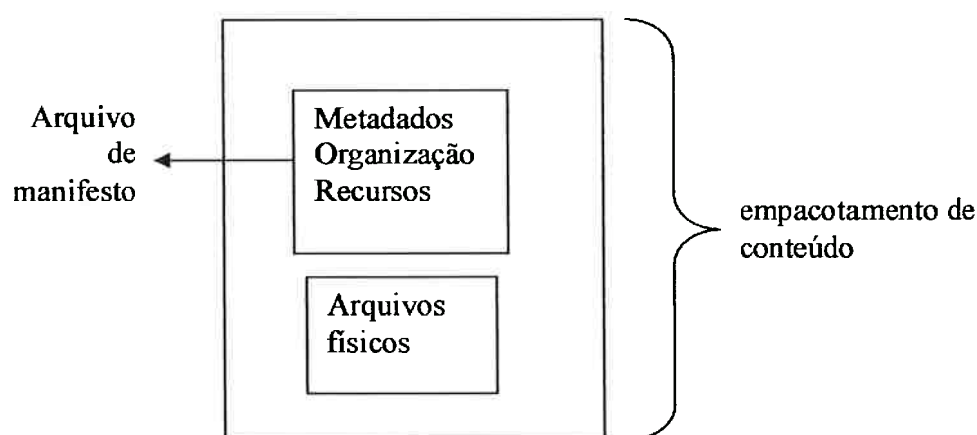 Arquivo
de
manifesto
Metadados
Organização
Recursos
Arquivos
físicos
empacotamento de
conteúdo